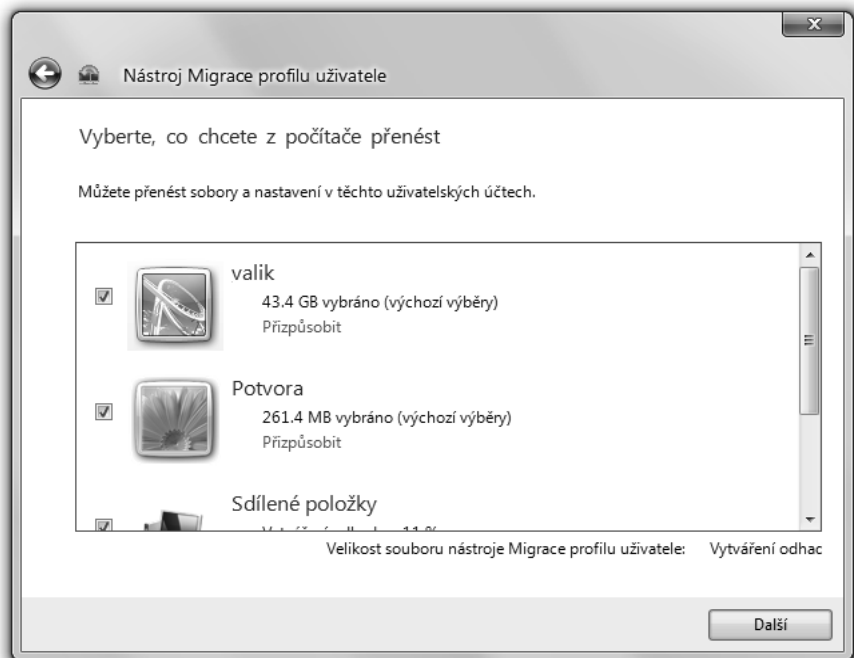 Nástroj Migrace profilu uživatele
Vyberte, co chcete z počítače přenést
Můžete přenést sobory a nastavení v těchto uživatelských účtech.
valik
43.4 GB vybráno (výchozí výběry)
Přizpůsobit
Potvora
261.4 MB vybráno (výchozí výběry)
Přizpůsobit
Sdílené položky
11 %
Velikost souboru nástroje Migrace profilu uživatele: Vytváření odhac
Další